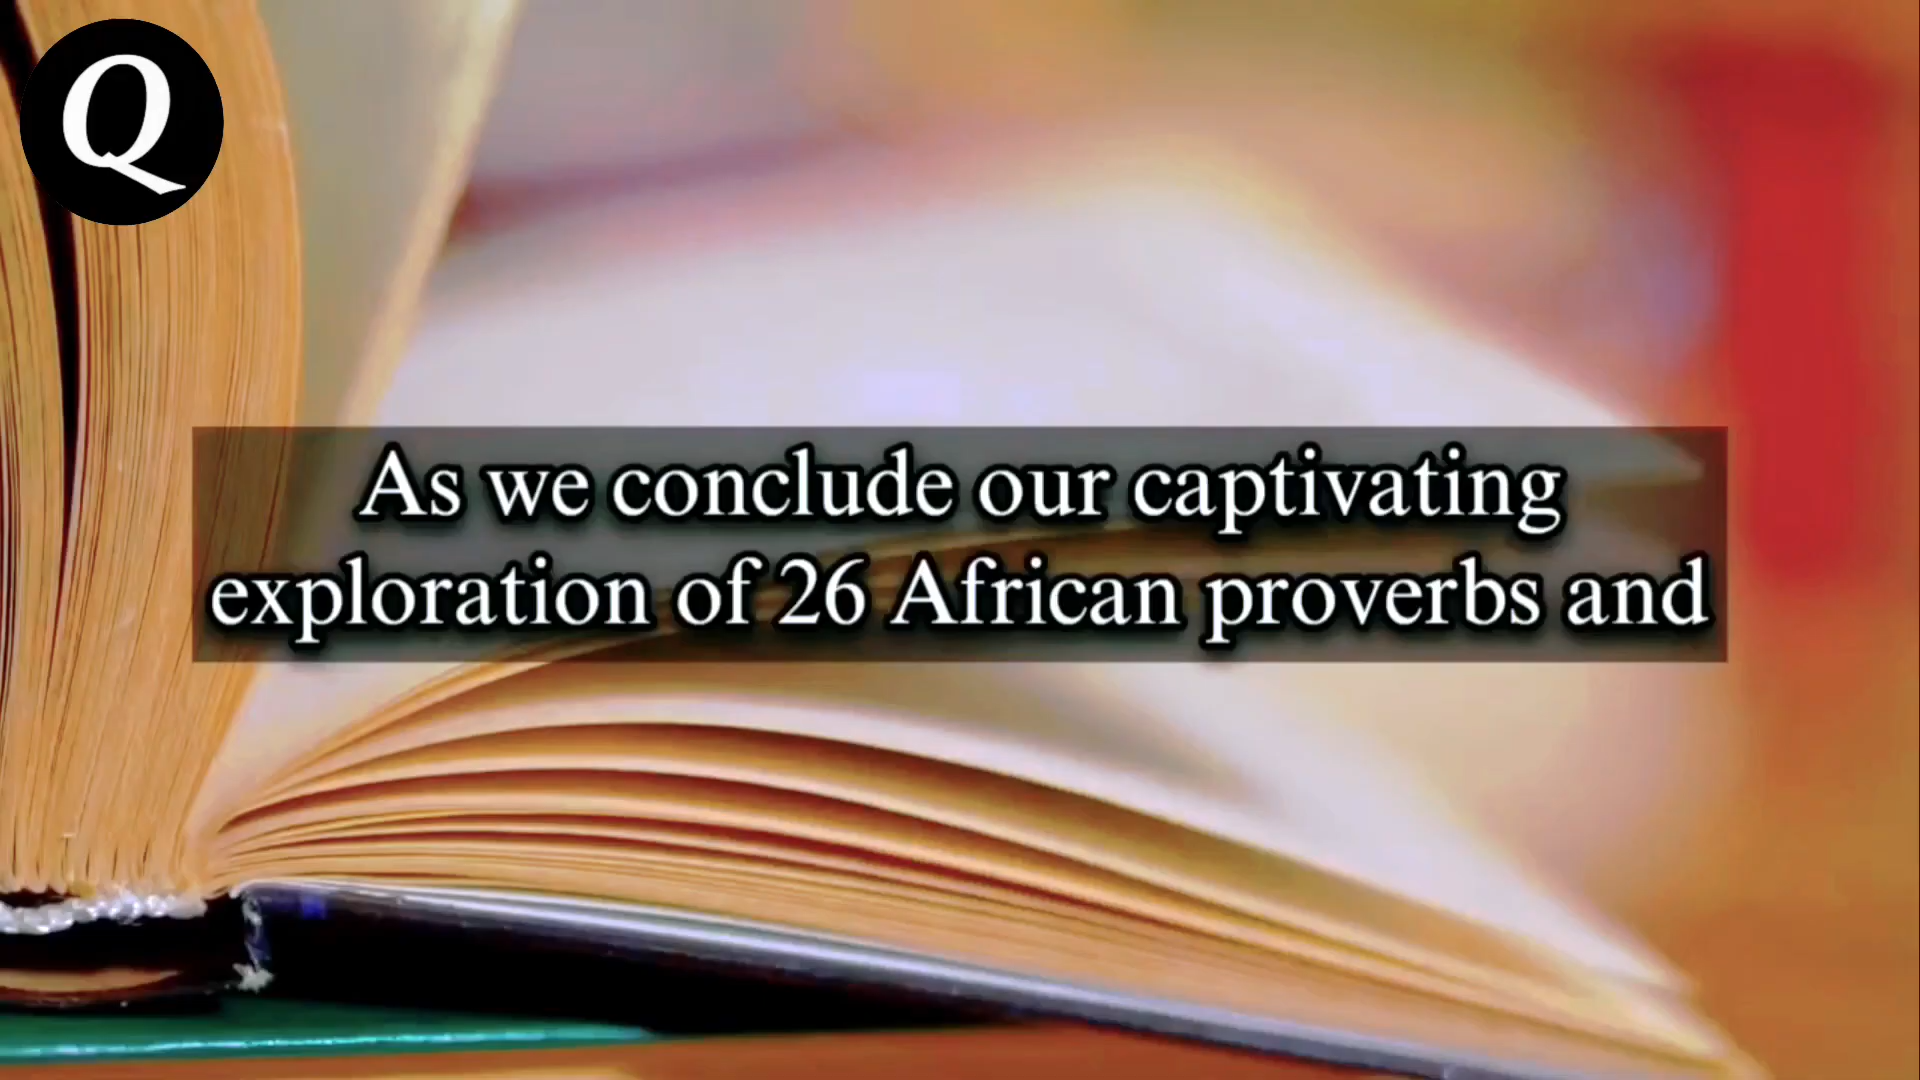 Q
As we conclude our captivating
exploration of 26 African proverbs and